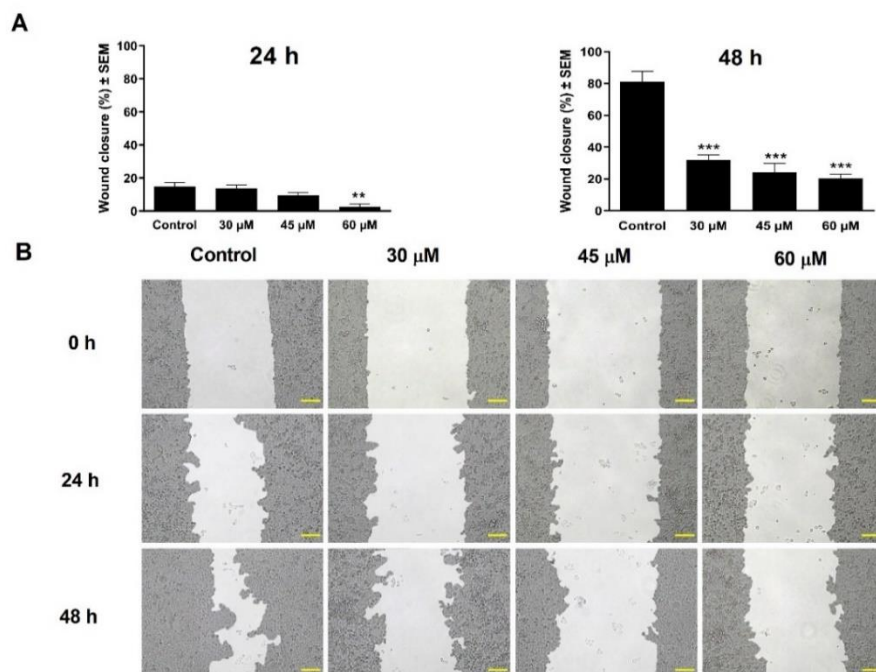 A
24 h
Wound closure (%) ± SEM
100
80
60
40
20
0
**
Control 30 µM 45 µM 60 µM
48 h
Wound closure (%) ± SEM
100
80
60
40
20
0
*** *** ***
Control 30 µM 45 µM 60 µM
B
Control 30 µM 45 µM 60 µM
0 h
24 h
48 h